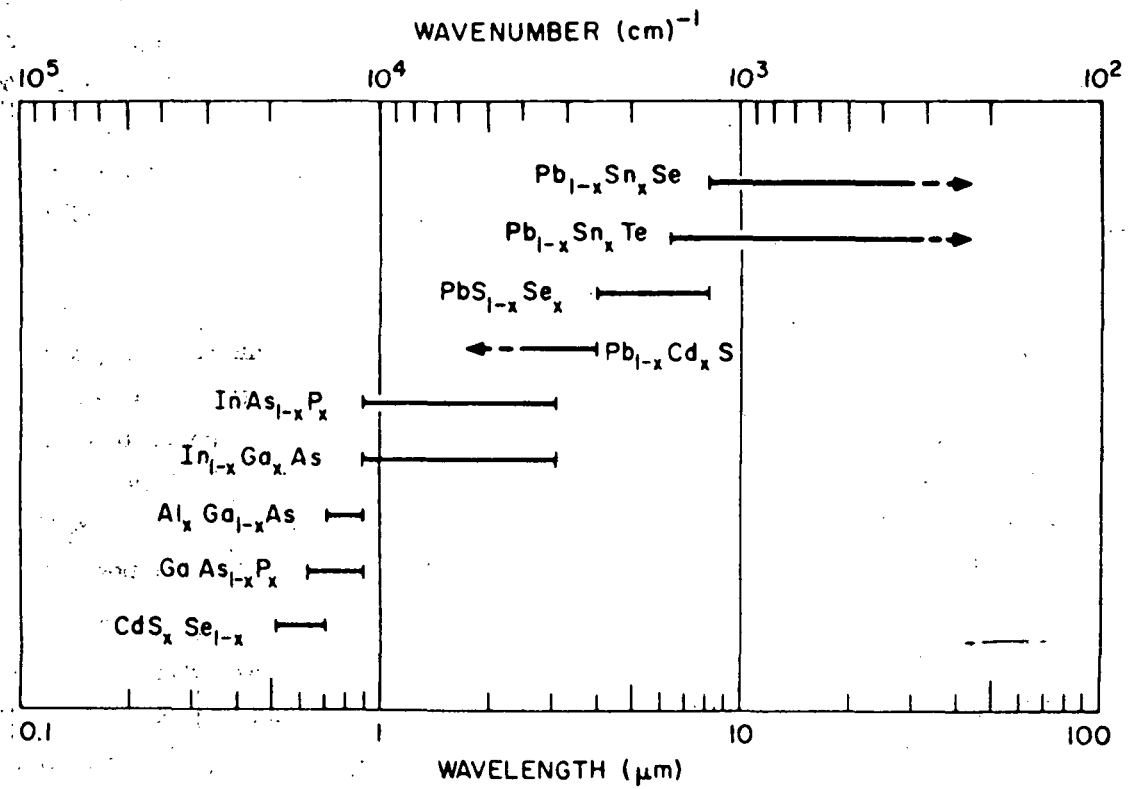 WAVENUMBER (cm)⁻¹
10⁵ 10⁴ 10³ 10²
Pb₁₋ₓSnₓSe
Pb₁₋ₓSnₓTe
PbS₁₋ₓSeₓ
Pb₁₋ₓCdₓS
InAs₁₋ₓPₓ
In₁₋ₓGaₓAs
AlₓGa₁₋ₓAs
GaAs₁₋ₓPₓ
CdSₓSe₁₋ₓ
0.1 1 10 100
WAVELENGTH (μm)